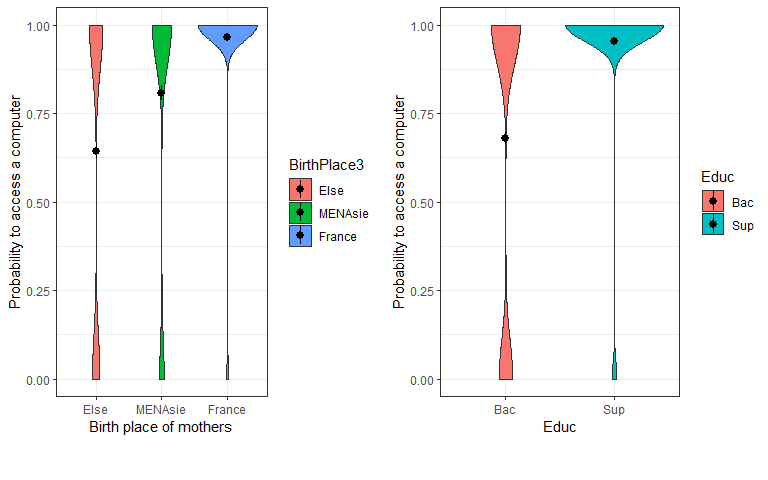 Probability to access a computer
1.00
0.75
0.50
0.25
0.00
Else MENAsie France
Birth place of mothers
BirthPlace3
Else
MENAsie
France
Probability to access a computer
1.00
0.75
0.50
0.25
0.00
Bac Sup
Educ
Educ
Bac
Sup